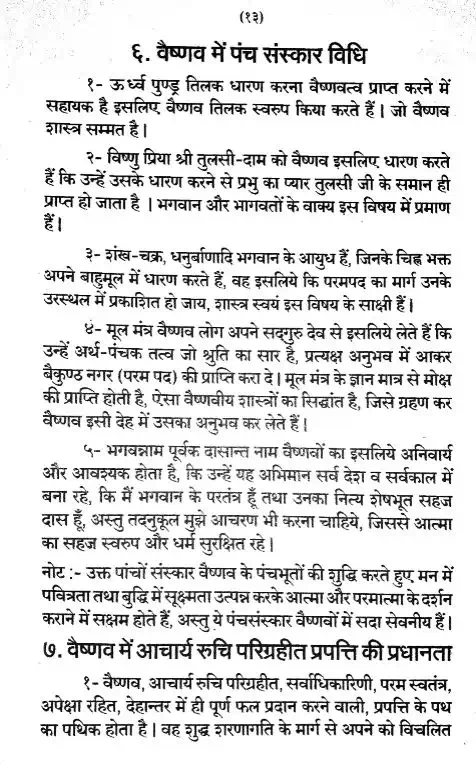 (१३)
६. वैष्णव में पंच संस्कार विधि
१- ऊर्ध्व पुण्ड्र तिलक धारण करना वैष्णवत्व प्राप्त करने में
सहायक है इसलिए वैष्णव तिलक स्वरुप किया करते हैं । जो वैष्णव
शास्त्र सम्मत है ।
२- विष्णु प्रिया श्री तुलसी-दाम को वैष्णव इसलिए धारण करते
हैं कि उन्हें उसके धारण करने से प्रभु का प्यार तुलसी जी के समान ही
प्राप्त हो जाता है । भगवान और भागवतों के वाक्य इस विषय में प्रमाण
हैं ।
३- शंख-चक्र, धनुर्बाणादि भगवान के आयुध हैं, जिनके चिह्न भक्त
अपने बाहुमूल में धारण करते हैं, वह इसलिये कि परमपद का मार्ग उनके
उरस्थल में प्रकाशित हो जाय, शास्त्र स्वयं इस विषय के साक्षी हैं ।
४- मूल मंत्र वैष्णव लोग अपने सद्गुरु देव से इसलिये लेते हैं कि
उन्हें अर्थ-पंचक तत्व जो श्रुति का सार है, प्रत्यक्ष अनुभव में आकर
बैकुण्ठ नगर (परम पद) की प्राप्ति करा दे । मूल मंत्र के ज्ञान मात्र से मोक्ष
की प्राप्ति होती है, ऐसा वैष्णवीय शास्त्रों का सिद्धांत है, जिसे ग्रहण कर
वैष्णव इसी देह में उसका अनुभव कर लेते हैं ।
५- भगवन्नाम पूर्वक दासान्त नाम वैष्णवों का इसलिये अनिवार्य
और आवश्यक होता है, कि उन्हें यह अभिमान सर्व देश व सर्वकाल में
बना रहे, कि मैं भगवान के परतंत्र हूँ तथा उनका नित्य शेषभूत सहज
दास हूँ, अस्तु तदनुकूल मुझे आचरण भी करना चाहिये, जिससे आत्मा
का सहज स्वरुप और धर्म सुरक्षित रहे ।
नोट :- उक्त पांचों संस्कार वैष्णव के पंचभूतों की शुद्धि करते हुए मन में
पवित्रता तथा बुद्धि में सूक्ष्मता उत्पन्न करके आत्मा और परमात्मा के दर्शन
कराने में सक्षम होते हैं, अस्तु ये पंचसंस्कार वैष्णवों में सदा सेवनीय हैं ।
७. वैष्णव में आचार्य रुचि परिग्रहीत प्रपत्ति की प्रधानता
१- वैष्णव, आचार्य रुचि परिग्रहीत, सर्वाधिकारिणी, परम स्वतंत्र,
अपेक्षा रहित, देहान्तर में ही पूर्ण फल प्रदान करने वाली, प्रपत्ति के पथ
का पथिक होता है । वह शुद्ध शरणागति के मार्ग से अपने को विचलित